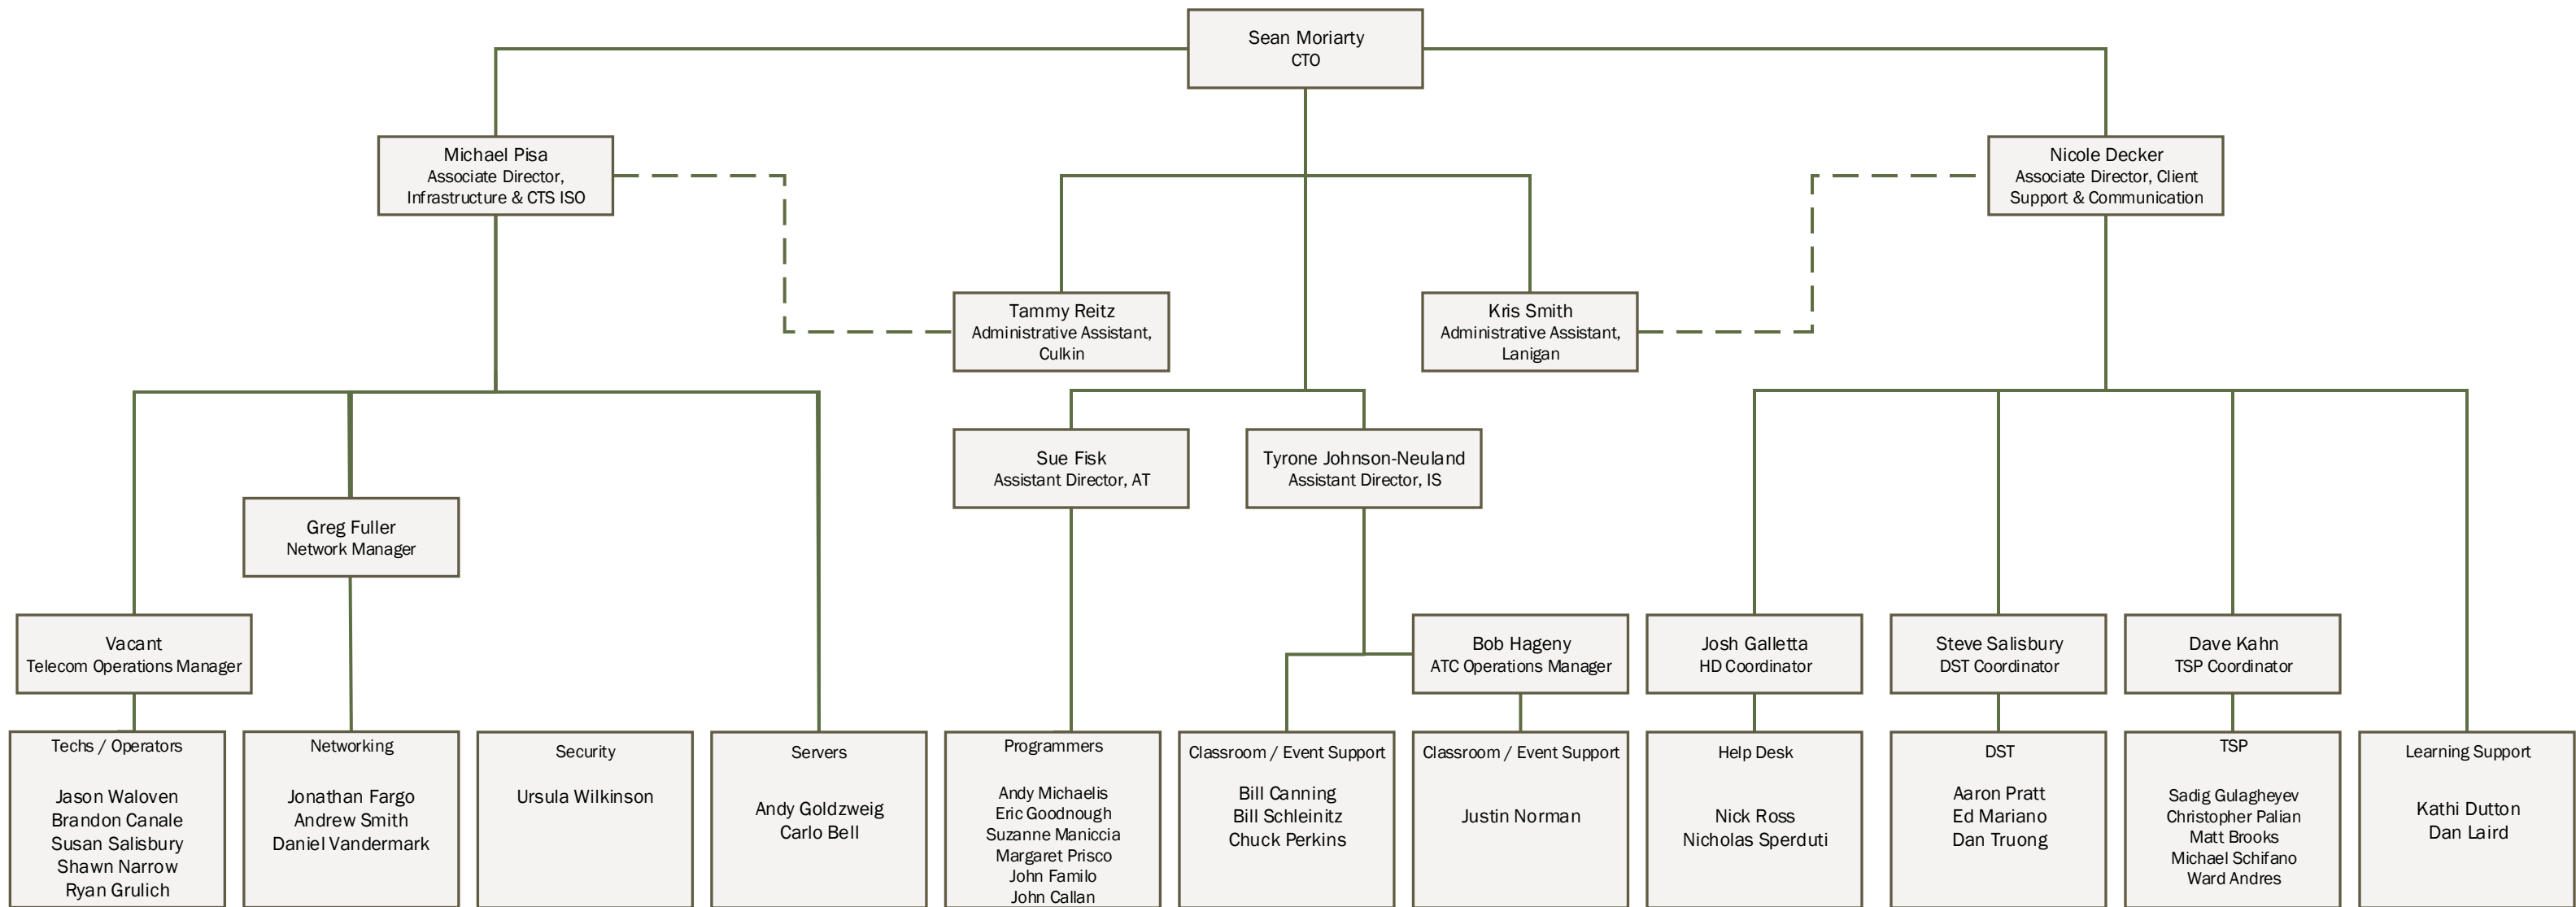 Sean Moriarty
CTO
Michael Pisa
Associate Director,
Infrastructure & CTS ISO
Nicole Decker
Associate Director, Client
Support & Communication
Tammy Reitz
Administrative Assistant,
Culkin
Kris Smith
Administrative Assistant,
Lanigan
Sue Fisk
Assistant Director, AT
Tyrone Johnson-Neuland
Assistant Director, IS
Greg Fuller
Network Manager
Vacant
Telecom Operations Manager
Bob Hageny
ATC Operations Manager
Josh Galletta
HD Coordinator
Steve Salisbury
DST Coordinator
Dave Kahn
TSP Coordinator
Techs / Operators
Jason Waloven
Brandon Canale
Susan Salisbury
Shawn Narrow
Ryan Grulich
Networking
Jonathan Fargo
Andrew Smith
Daniel Vandermark
Security
Ursula Wilkinson
Servers
Andy Goldzweig
Carlo Bell
Programmers
Andy Michaelis
Eric Goodnough
Suzanne Maniccia
Margaret Prisco
John Familo
John Callan
Classroom / Event Support
Bill Canning
Bill Schleinitz
Chuck Perkins
Classroom / Event Support
Justin Norman
Help Desk
Nick Ross
Nicholas Sperduti
DST
Aaron Pratt
Ed Mariano
Dan Truong
TSP
Sadig Gulagheyev
Christopher Palian
Matt Brooks
Michael Schifano
Ward Andres
Learning Support
Kathi Dutton
Dan Laird